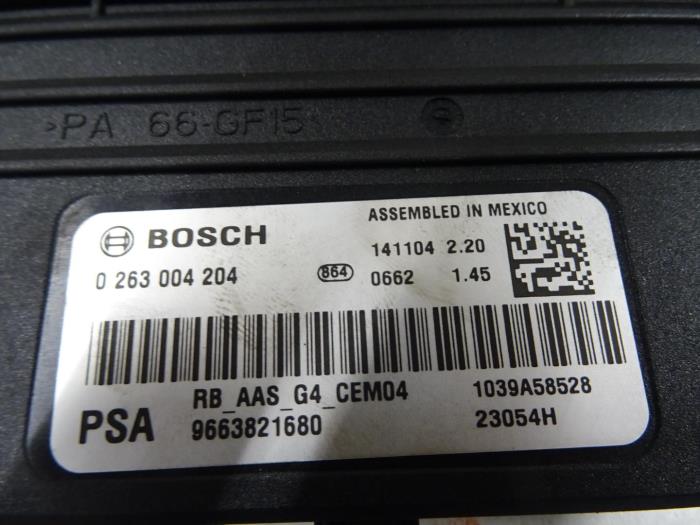 >PA 66-GF15
ASSEMBLED IN MEXICO
BOSCH
141104 2.20
0 263 004 204
864
0662 1.45
RB_AAS_G4_CEM04
1039A58528
PSA
9663821680
23054H